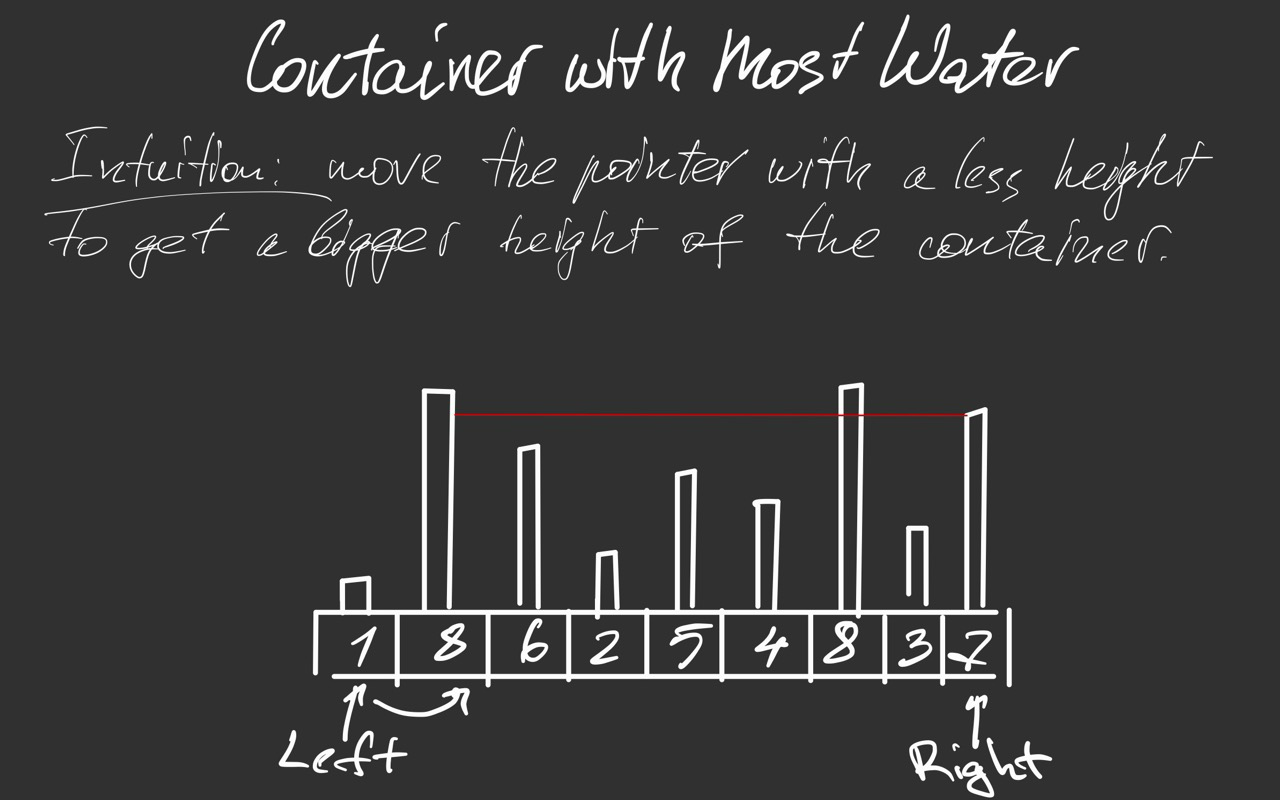 Container with Most Water
Intuition: move the pointer with a less height
to get a bigger height of the container.
1 8 6 2 5 4 8 3 7
Left
Right